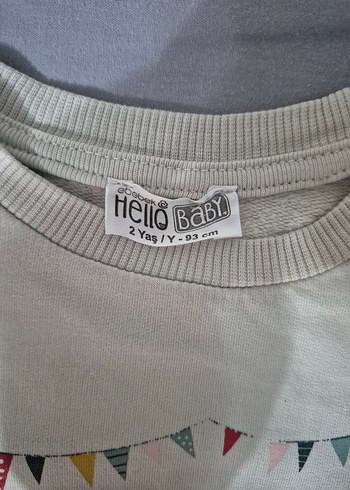 ebebek
Hello BABY.
2 Yaş / Y - 93 cm